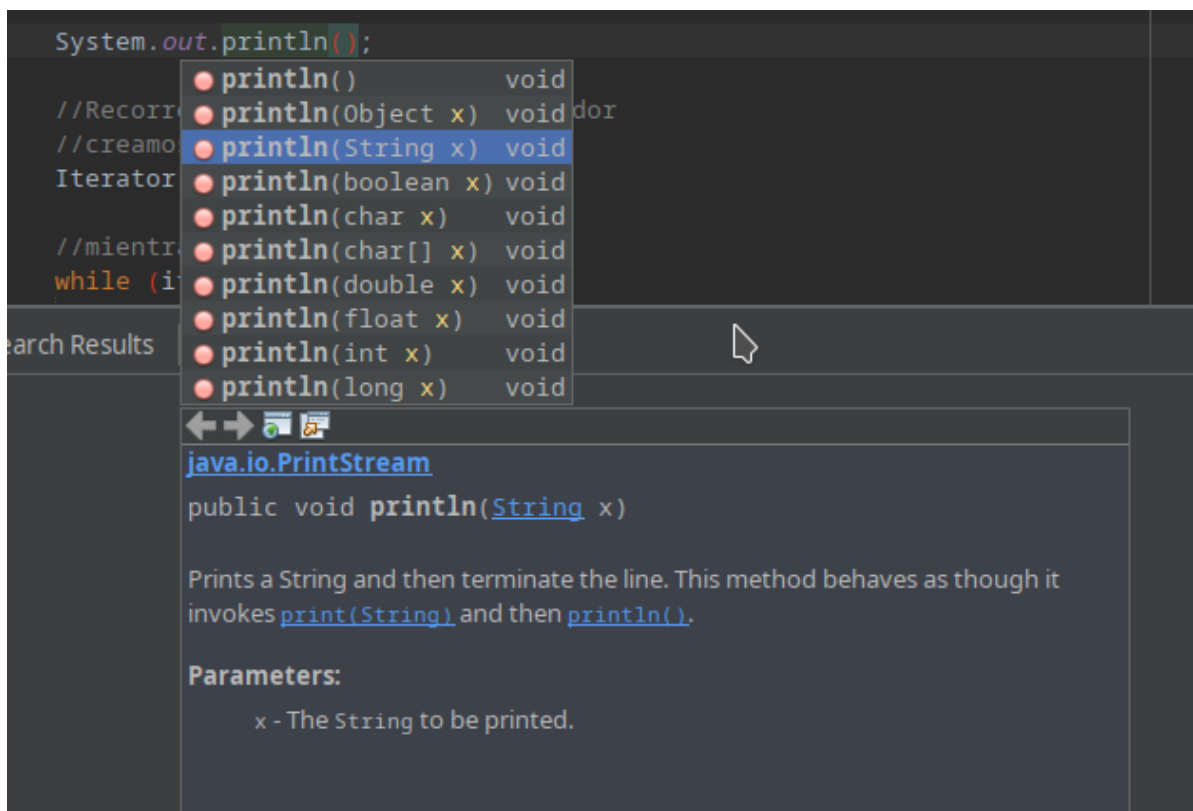 System.out.println();
println() void
//Recorr println(Object x) void dor
//creamo println(String x) void
Iterator println(boolean x) void
println(char x) void
//mientr println(char[] x) void
while (i println(double x) void
println(float x) void
earch Results println(int x) void
println(long x) void
java.io.PrintStream
public void println(String x)
Prints a String and then terminate the line. This method behaves as though it
invokes print(String) and then println().
Parameters:
x - The String to be printed.